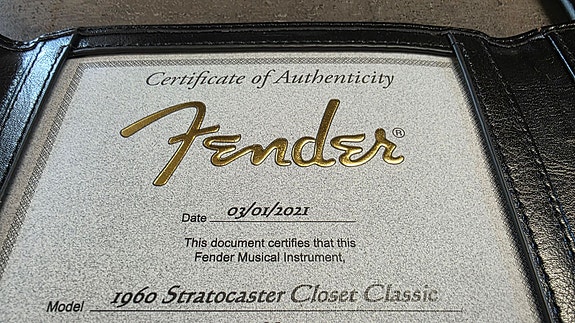 Certificate of Authenticity
Fender®
Date 03/01/2021
This document certifies that this
Fender Musical Instrument,
Model 1960 Stratocaster Closet Classic